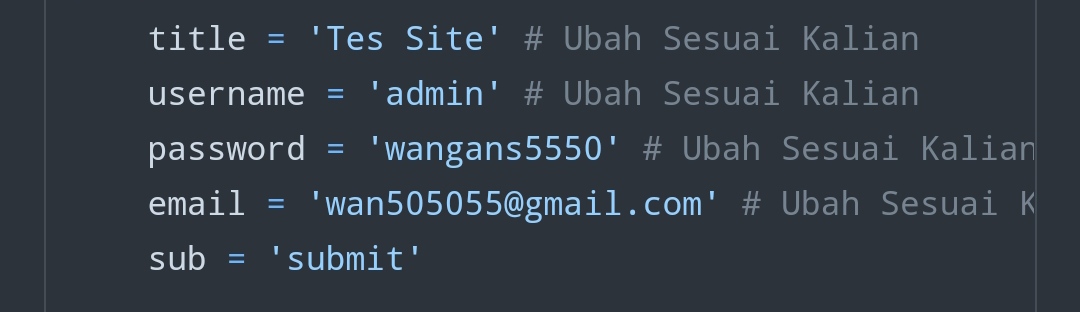 title = 'Tes Site' # Ubah Sesuai Kalian
username = 'admin' # Ubah Sesuai Kalian
password = 'wangans5550' # Ubah Sesuai Kalian
email = 'wan505055@gmail.com' # Ubah Sesuai K
sub = 'submit'